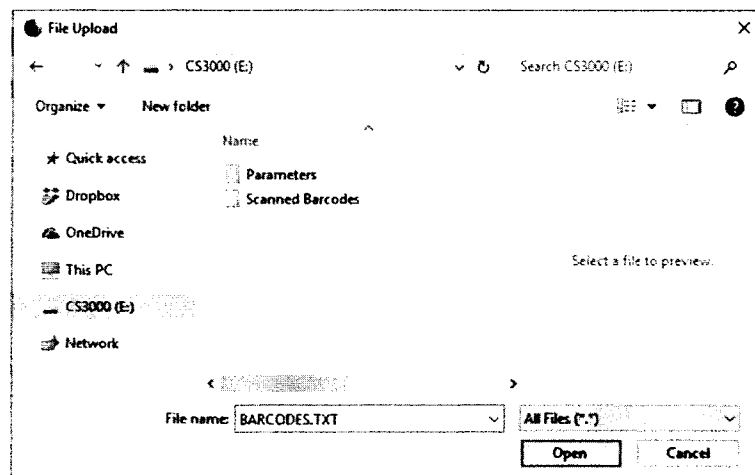 File Upload
CS3000 (E:)
Search CS3000 (E:)
Organize
New folder
Name
Quick access
Parameters
Dropbox
Scanned Barcodes
OneDrive
This PC
Select a file to preview.
CS3000 (E:)
Network
File name: BARCODES.TXT
All Files (*.*)
Open
Cancel